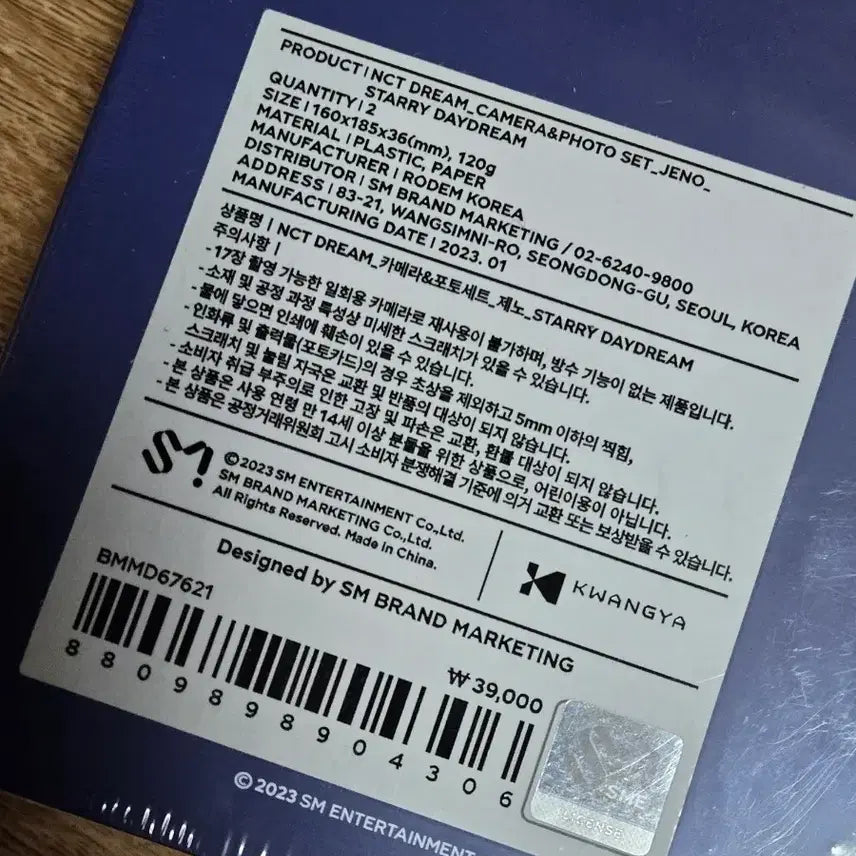 PRODUCT | NCT DREAM_CAMERA&PHOTO SET_JENO_
STARRY DAYDREAM
QUANTITY | 2
SIZE | 160x185x36(mm), 120g
MATERIAL | PLASTIC, PAPER
MANUFACTURER | RODEM KOREA
DISTRIBUTOR | SM BRAND MARKETING / 02-6240-9800
ADDRESS | 83-21, WANGSIMNI-RO, SEONGDONG-GU, SEOUL, KOREA
MANUFACTURING DATE | 2023. 01
상품명 | NCT DREAM_카메라&포토세트_제노_STARRY DAYDREAM
주의사항 |
- 17장 촬영 가능한 일회용 카메라로 재사용이 불가하며, 방수 기능이 없는 제품입니다.
- 소재 및 공정 과정 특성상 미세한 스크래치가 있을 수 있습니다.
- 물에 닿으면 인쇄에 훼손이 있을 수 있습니다.
- 인화류 및 출력물(포토카드)의 경우 초상을 제외하고 5mm 이하의 찍힘,
스크래치 및 눌림 자국은 교환 및 반품의 대상이 되지 않습니다.
- 소비자 취급 부주의로 인한 고장 및 파손은 교환, 환불 대상이 되지 않습니다.
- 본 상품은 사용 연령 만 14세 이상 분들을 위한 상품으로, 어린이용이 아닙니다.
- 본 상품은 공정거래위원회 고시 소비자 분쟁해결 기준에 의거 교환 또는 보상받을 수 있습니다.
SM
©2023 SM ENTERTAINMENT Co.,Ltd.
SM BRAND MARKETING Co.,Ltd.
All Rights Reserved. Made in China.
KWANGYA
Designed by SM BRAND MARKETING
BMMD67621
₩ 39,000
8809898904306
SME
LICENSE
©2023 SM ENTERTAINMENT